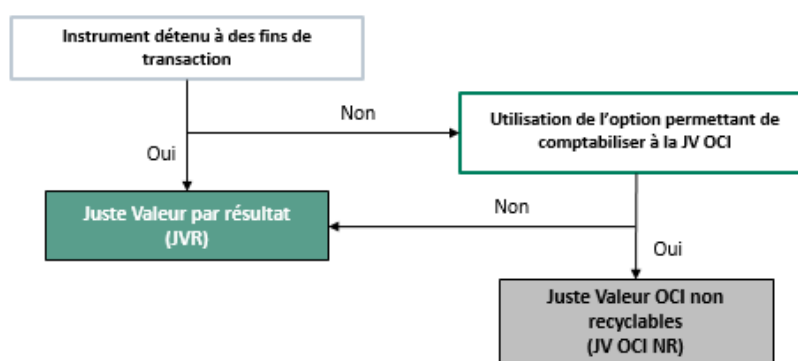 Instrument détenu à des fins de
transaction
Non
Utilisation de l'option permettant de
comptabiliser à la JV OCI
Oui
Juste Valeur par résultat
(JVR)
Non
Oui
Juste Valeur OCI non
recyclables
(JV OCI NR)